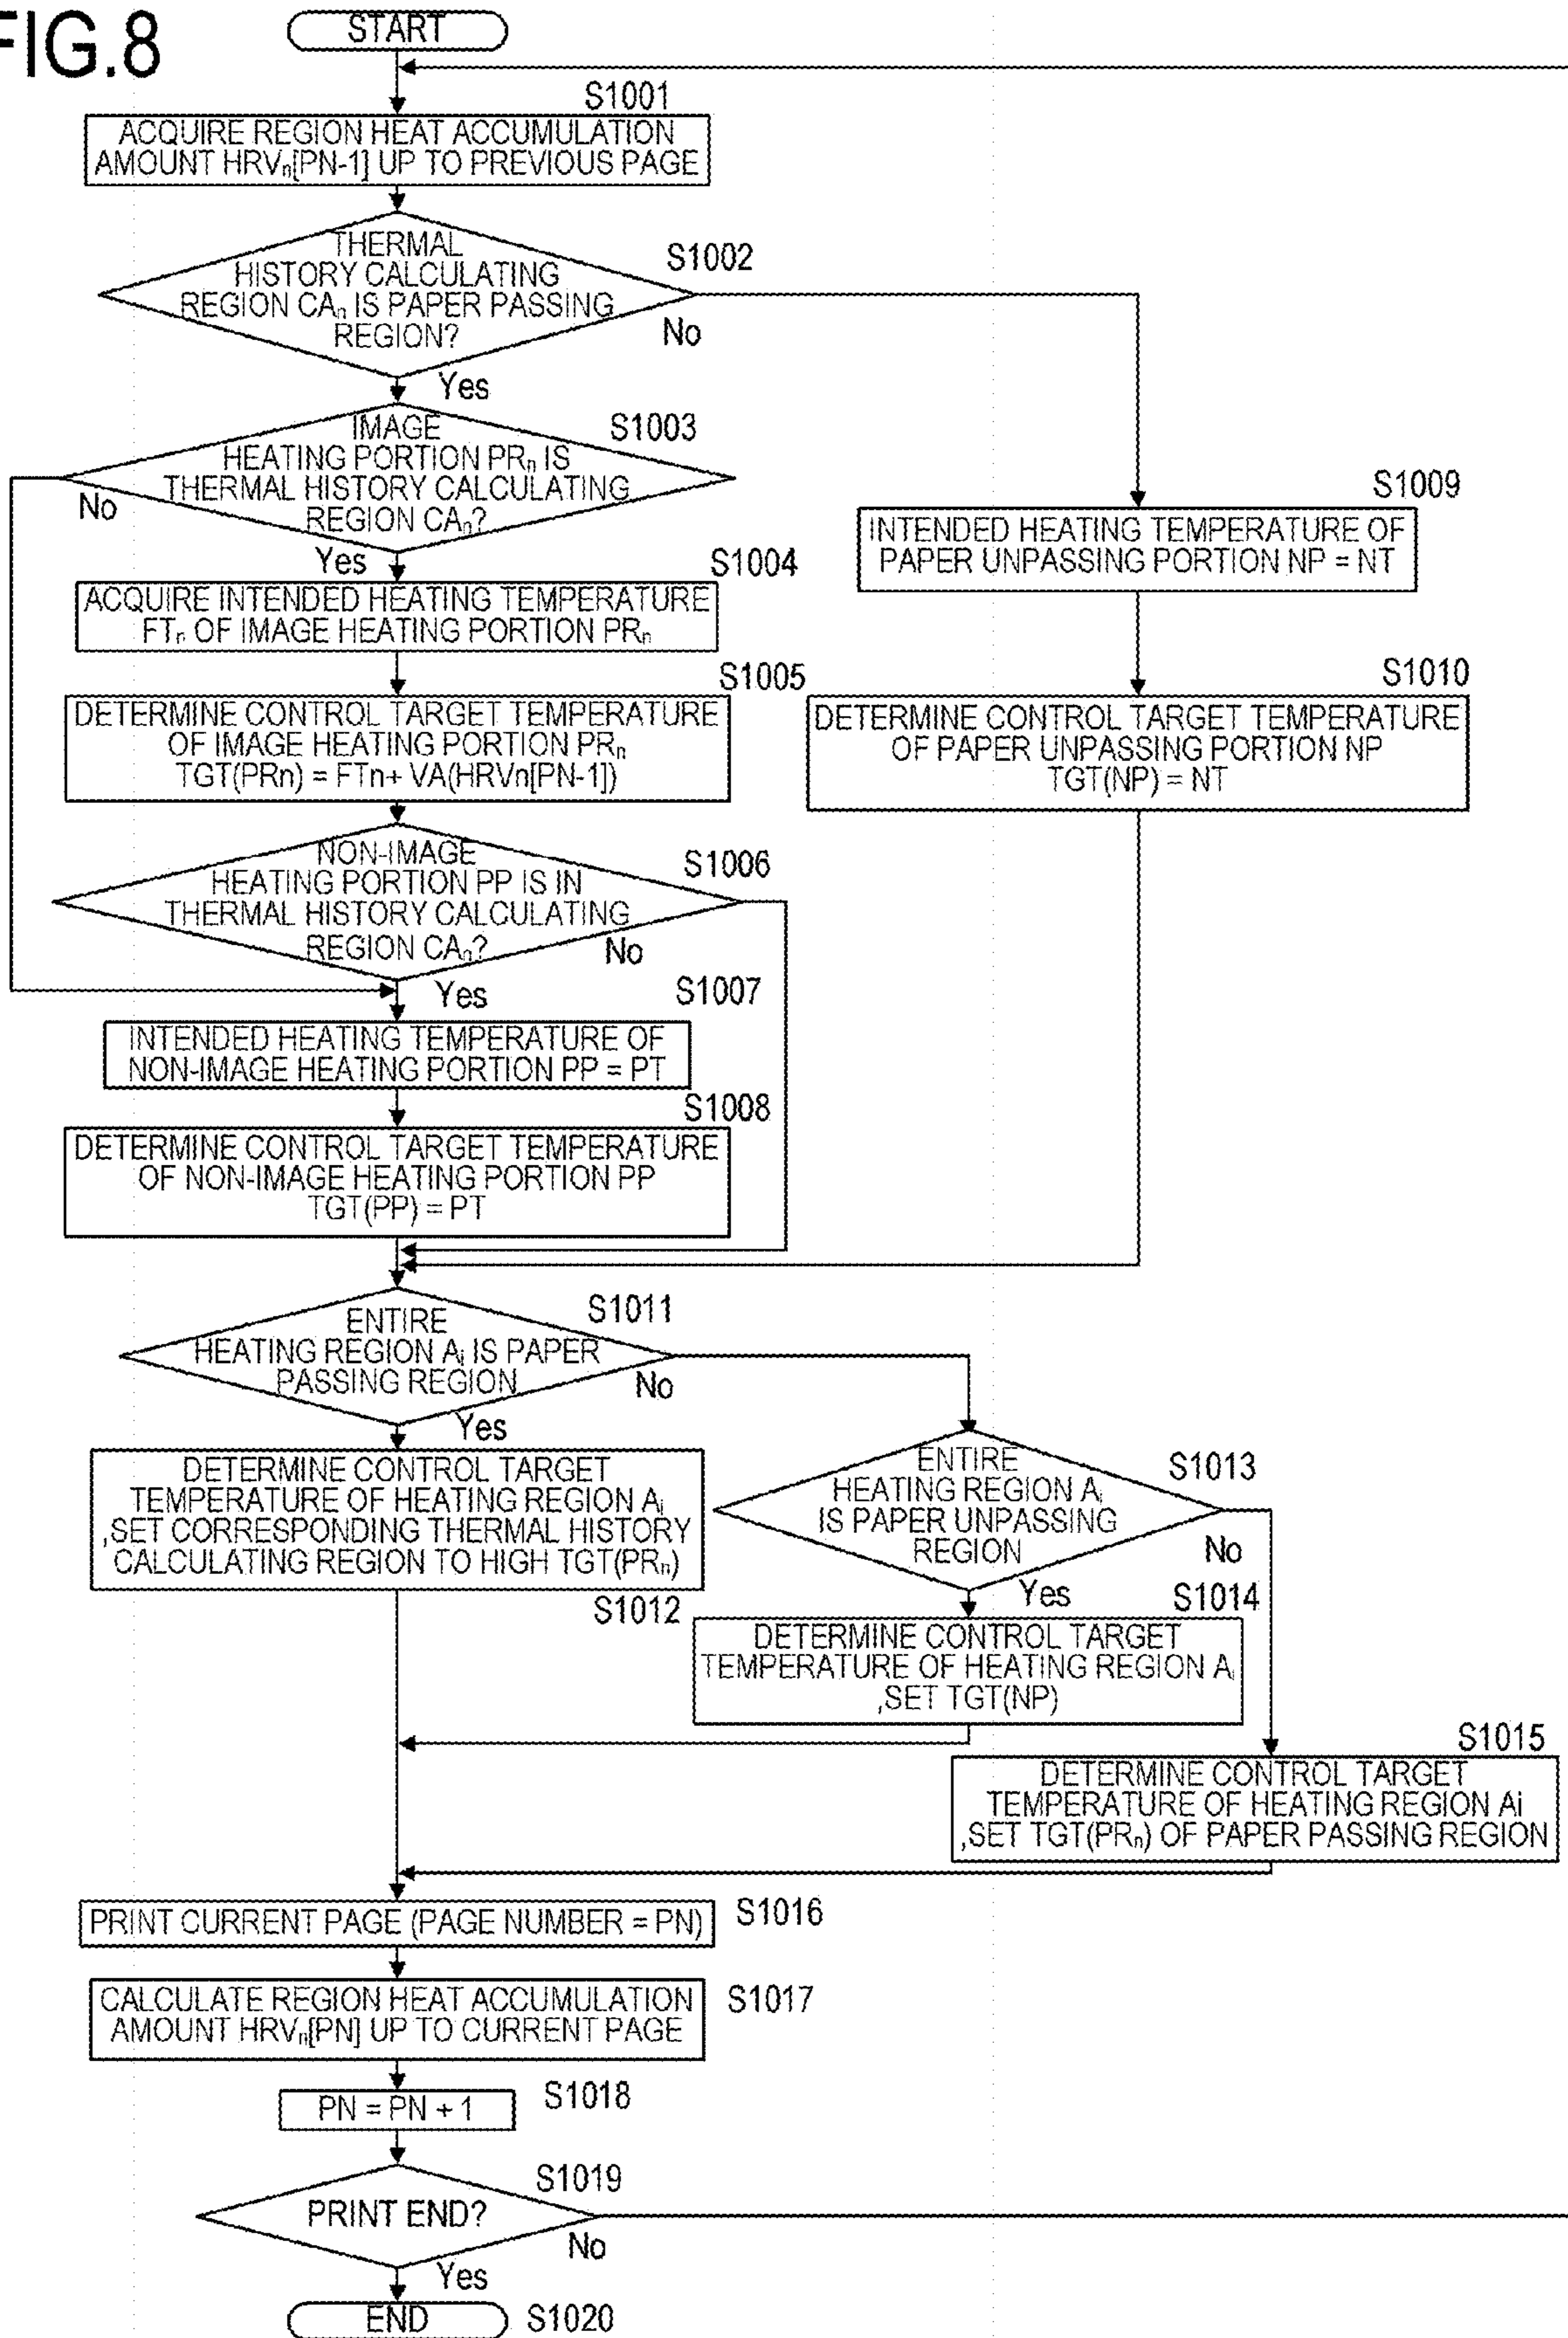 FIG.8
START
S1001
ACQUIRE REGION HEAT ACCUMULATION
AMOUNT HRVn[PN-1] UP TO PREVIOUS PAGE
THERMAL
HISTORY CALCULATING
REGION CAn IS PAPER PASSING
REGION?
S1002
No
Yes
IMAGE
HEATING PORTION PRn IS
THERMAL HISTORY CALCULATING
REGION CAn?
S1003
No
Yes
S1004
ACQUIRE INTENDED HEATING TEMPERATURE
FTn OF IMAGE HEATING PORTION PRn
S1005
DETERMINE CONTROL TARGET TEMPERATURE
OF IMAGE HEATING PORTION PRn
TGT(PRn) = FTn+ VA(HRVn[PN-1])
NON-IMAGE
HEATING PORTION PP IS IN
THERMAL HISTORY CALCULATING
REGION CAn?
S1006
No
Yes
S1007
INTENDED HEATING TEMPERATURE OF
NON-IMAGE HEATING PORTION PP = PT
S1008
DETERMINE CONTROL TARGET TEMPERATURE
OF NON-IMAGE HEATING PORTION PP
TGT(PP) = PT
S1009
INTENDED HEATING TEMPERATURE OF
PAPER UNPASSING PORTION NP = NT
S1010
DETERMINE CONTROL TARGET TEMPERATURE
OF PAPER UNPASSING PORTION NP
TGT(NP) = NT
ENTIRE
HEATING REGION Ai IS PAPER
PASSING REGION
S1011
No
Yes
DETERMINE CONTROL TARGET
TEMPERATURE OF HEATING REGION Ai
,SET CORRESPONDING THERMAL HISTORY
CALCULATING REGION TO HIGH TGT(PRn)
S1012
ENTIRE
HEATING REGION Ai
IS PAPER UNPASSING
REGION
S1013
No
Yes
S1014
DETERMINE CONTROL TARGET
TEMPERATURE OF HEATING REGION Ai
,SET TGT(NP)
S1015
DETERMINE CONTROL TARGET
TEMPERATURE OF HEATING REGION Ai
,SET TGT(PRn) OF PAPER PASSING REGION
PRINT CURRENT PAGE (PAGE NUMBER = PN)
S1016
CALCULATE REGION HEAT ACCUMULATION
AMOUNT HRVn[PN] UP TO CURRENT PAGE
S1017
PN = PN + 1
S1018
PRINT END?
S1019
No
Yes
END
S1020